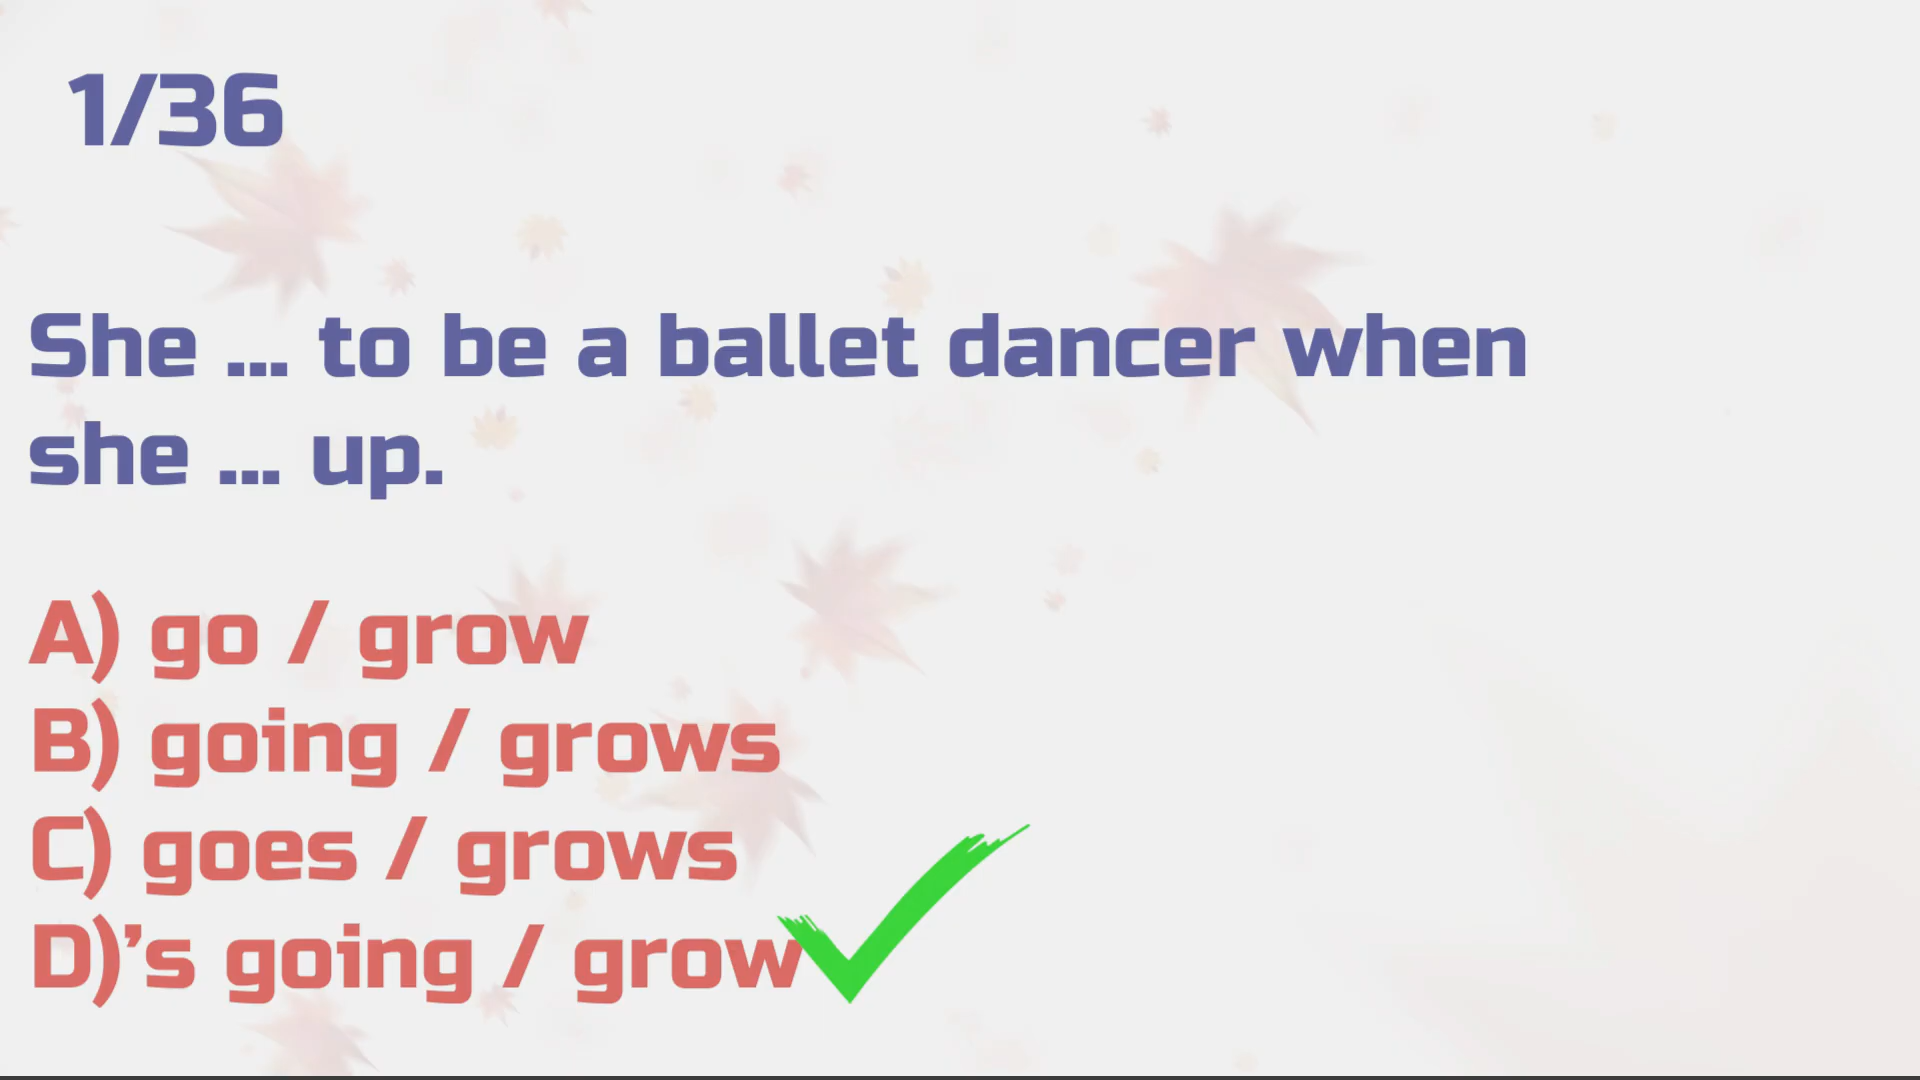 1/36
She ... to be a ballet dancer when
she ... up.
A) go / grow
B) going / grows
C) goes / grows
D)’s going / grow